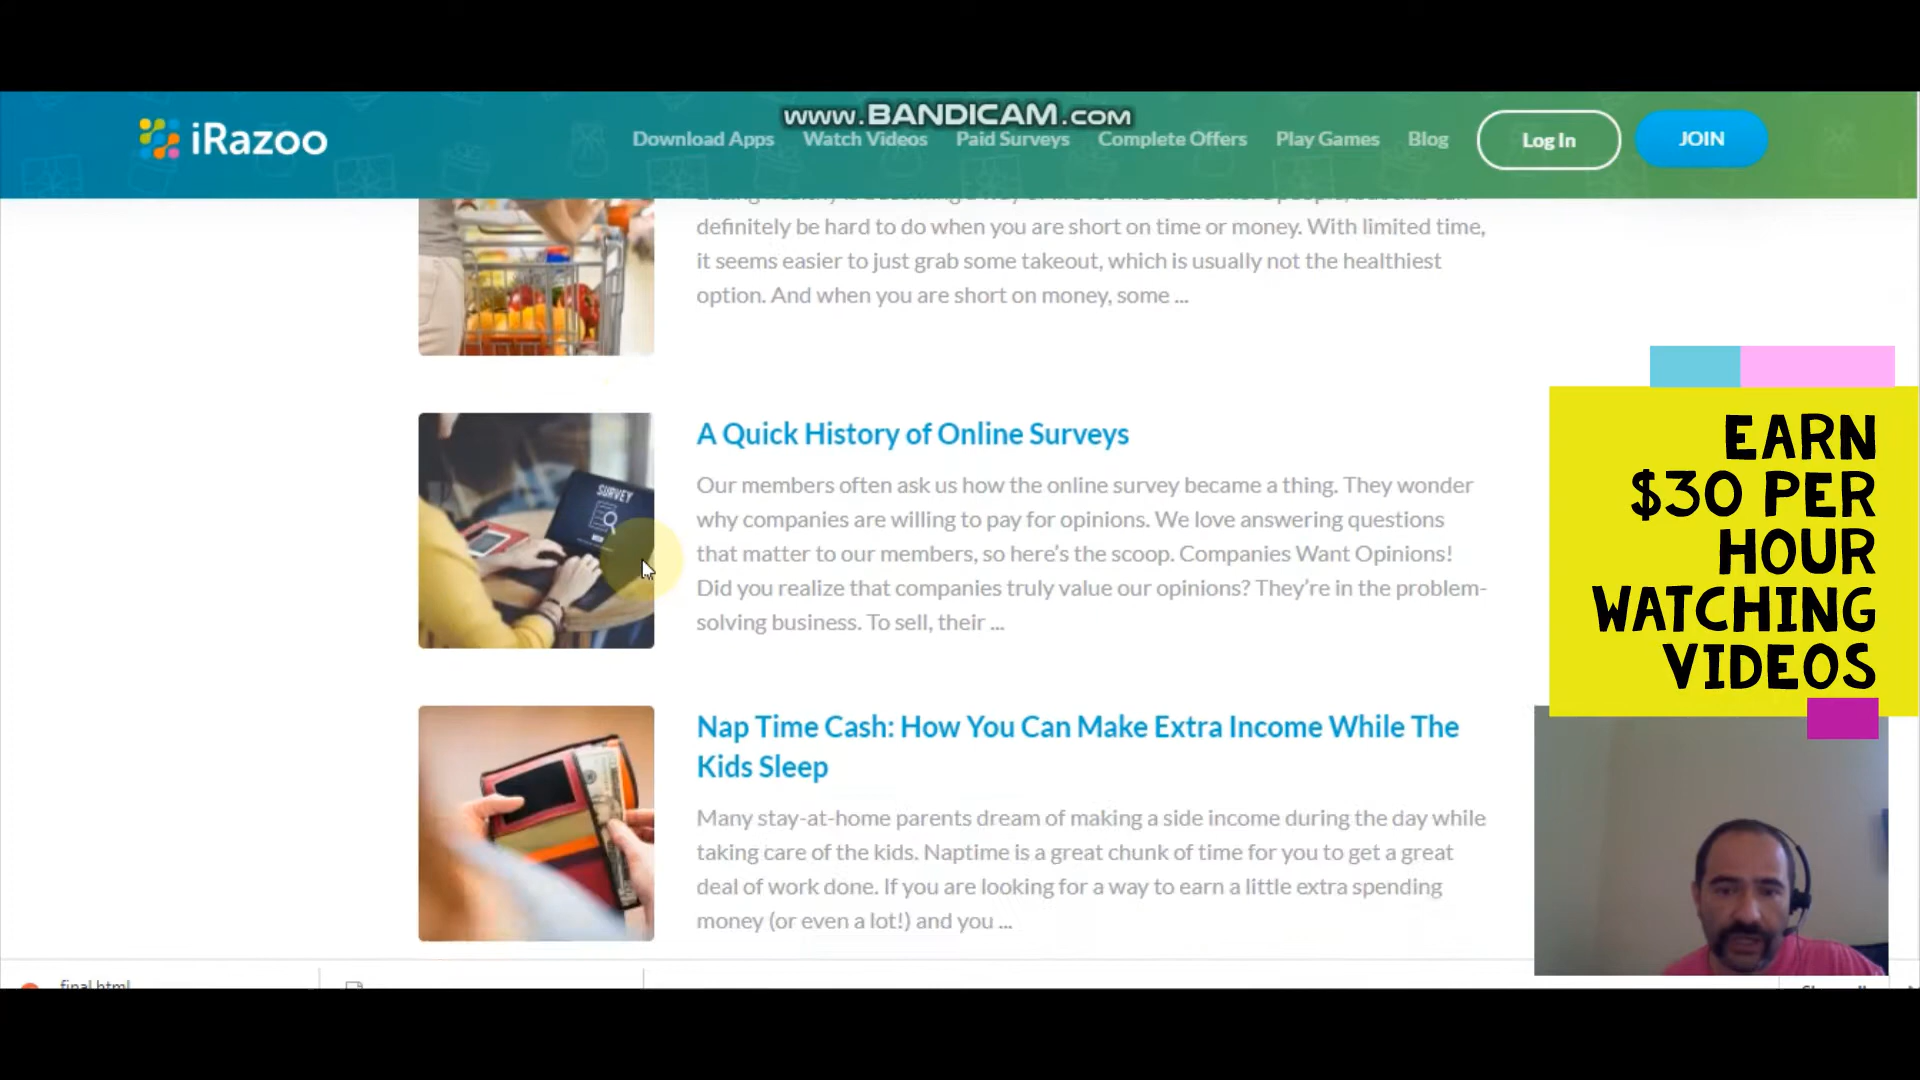 www.BANDICAM.com
iRazoo
Download Apps
Watch Videos
Paid Surveys
Complete Offers
Play Games
Blog
Log In
JOIN
definitely be hard to do when you are short on time or money. With limited time,
it seems easier to just grab some takeout, which is usually not the healthiest
option. And when you are short on money, some ...
A Quick History of Online Surveys
SURVEY
Our members often ask us how the online survey became a thing. They wonder
why companies are willing to pay for opinions. We love answering questions
that matter to our members, so here’s the scoop. Companies Want Opinions!
Did you realize that companies truly value our opinions? They’re in the problem-
solving business. To sell, their ...
Nap Time Cash: How You Can Make Extra Income While The
Kids Sleep
Many stay-at-home parents dream of making a side income during the day while
taking care of the kids. Naptime is a great chunk of time for you to get a great
deal of work done. If you are looking for a way to earn a little extra spending
money (or even a lot!) and you ...
EARN
$30 PER
HOUR
WATCHING
VIDEOS
final.html